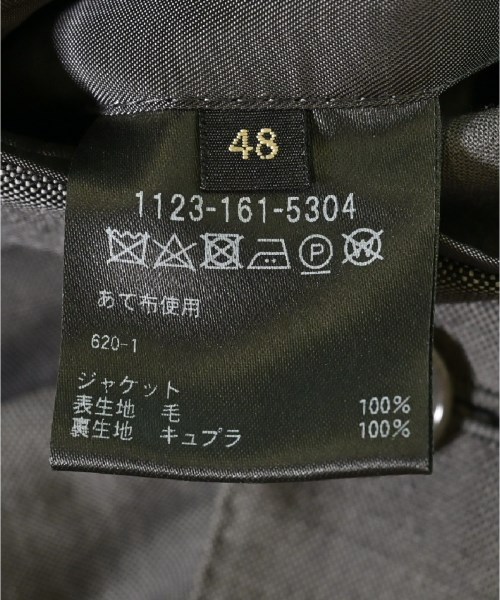 48
1123-161-5304
P W
あて布使用
620-1
ジャケット
表生地 毛 100%
裏生地 キュプラ 100%